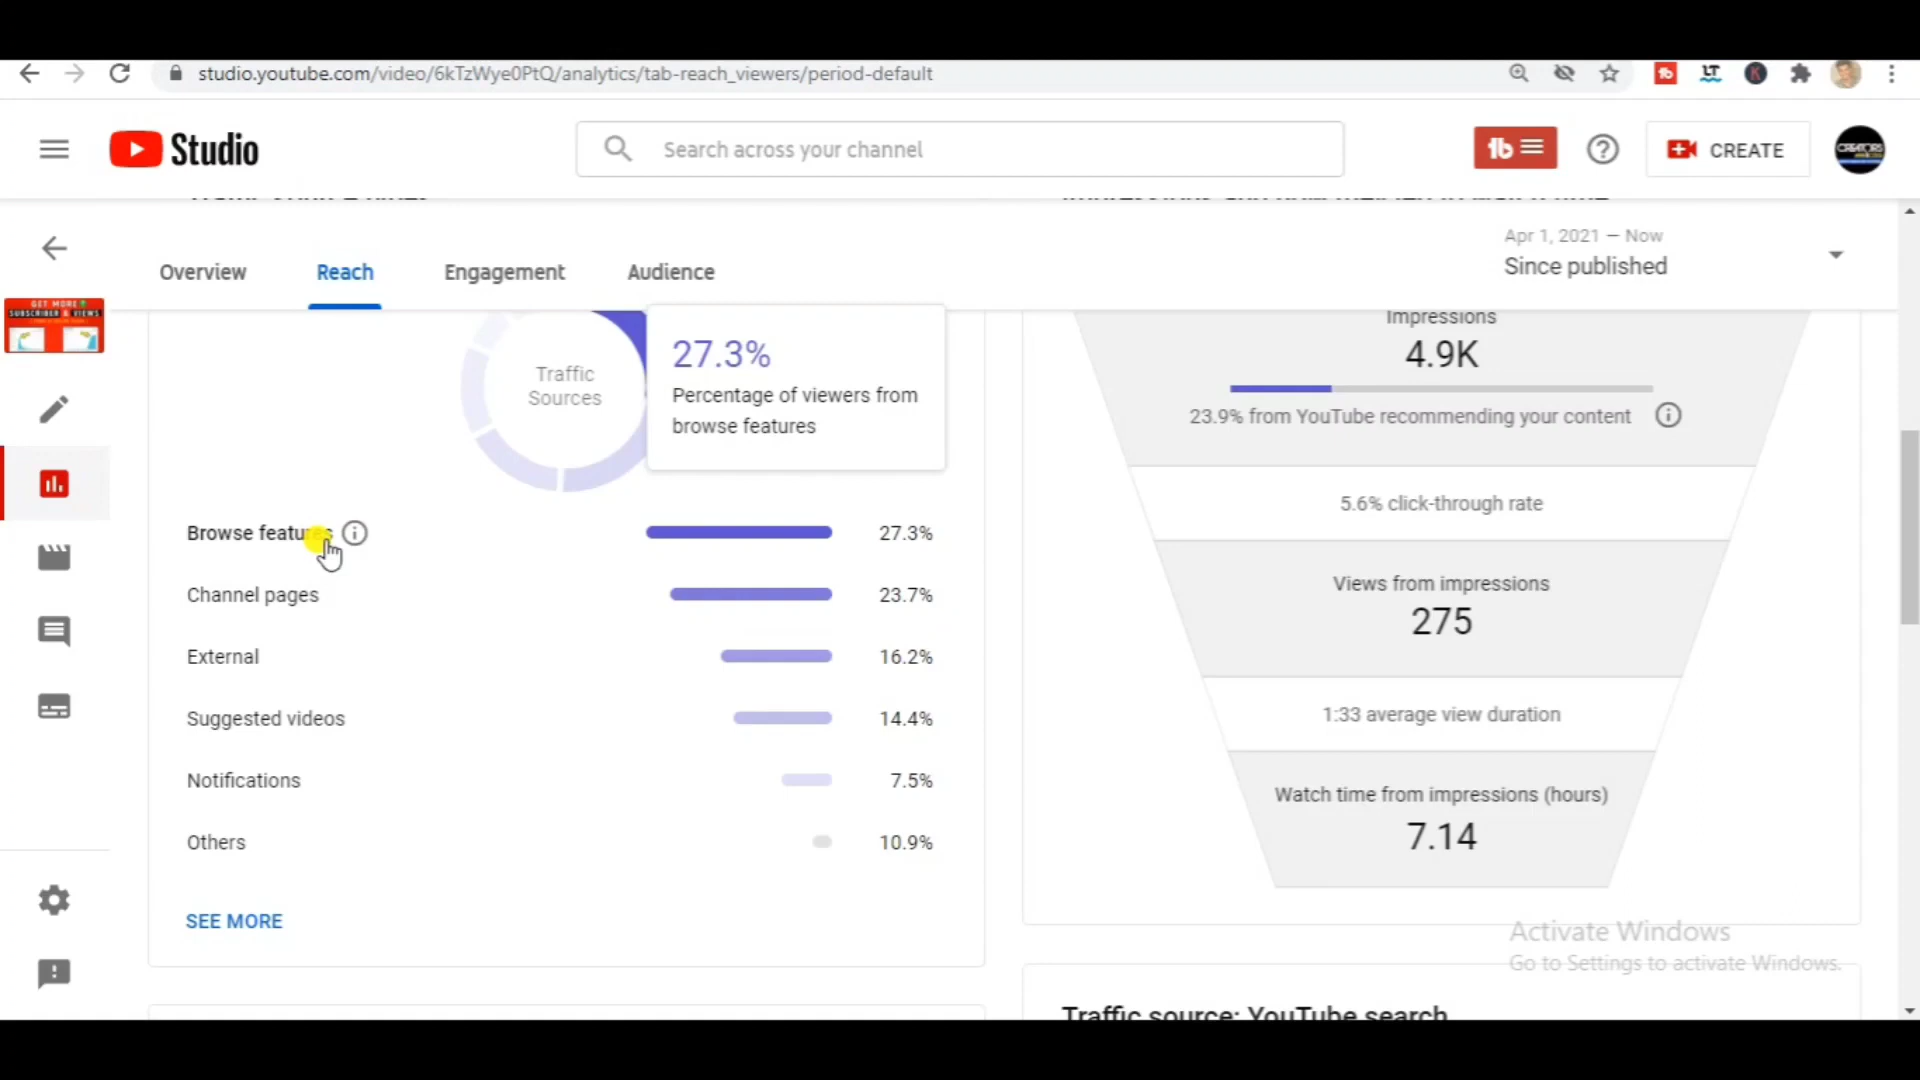 studio.youtube.com/video/6kTzWye0PtQ/analytics/tab-reach_viewers/period-default
Studio
Search across your channel
CREATE
Overview
Reach
Engagement
Audience
Apr 1, 2021 – Now
Since published
GET MORE
SUBSCRIBER & VIEWS
Traffic
Sources
27.3%
Percentage of viewers from
browse features
Browse features
27.3%
Channel pages
23.7%
External
16.2%
Suggested videos
14.4%
Notifications
7.5%
Others
10.9%
SEE MORE
Impressions
4.9K
23.9% from YouTube recommending your content
5.6% click-through rate
Views from impressions
275
1:33 average view duration
Watch time from impressions (hours)
7.14
Activate Windows
Go to Settings to activate Windows.
Traffic source: YouTube search